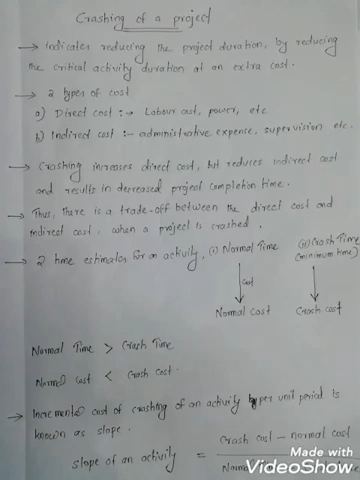 Crashing of a project
→ Indicates reducing the project duration, by reducing
the critical activity duration at an extra cost.
→ 2 types of cost
a) Direct cost :→ Labour cost, power, etc
b) Indirect cost :- administrative expense, supervision etc.
→ Crashing increases direct cost, but reduces indirect cost
and results in decreased project completion time.
→ Thus, there is a trade-off between the direct cost and
indirect cost, when a project is crashed.
→ 2 time estimates for an activity, (i) Normal Time (ii) Crash Time
(minimum time)
Cost
Normal Cost Crash cost
Normal Time > Crash Time
Normal cost < Crash cost.
→ Incremental cost of crashing of an activity per unit period is
known as slope.
slope of an activity = Crash cost - normal cost
Normal
Made with
VideoShow